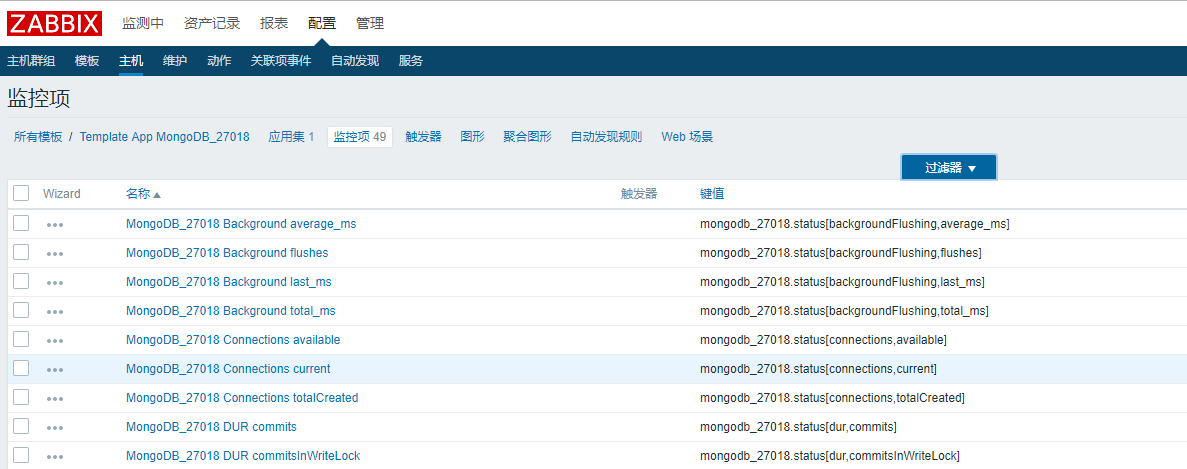 ZABBIX 监测中 资产记录 报表 配置 管理
主机群组 模板 主机 维护 动作 关联项事件 自动发现 服务
监控项
所有模板 / Template App MongoDB_27018 应用集 1 监控项 49 触发器 图形 聚合图形 自动发现规则 Web 场景
过滤器
Wizard 名称 触发器 键值
MongoDB_27018 Background average_ms mongodb_27018.status[backgroundFlushing,average_ms]
MongoDB_27018 Background flushes mongodb_27018.status[backgroundFlushing,flushes]
MongoDB_27018 Background last_ms mongodb_27018.status[backgroundFlushing,last_ms]
MongoDB_27018 Background total_ms mongodb_27018.status[backgroundFlushing,total_ms]
MongoDB_27018 Connections available mongodb_27018.status[connections,available]
MongoDB_27018 Connections current mongodb_27018.status[connections,current]
MongoDB_27018 Connections totalCreated mongodb_27018.status[connections,totalCreated]
MongoDB_27018 DUR commits mongodb_27018.status[dur,commits]
MongoDB_27018 DUR commitsInWriteLock mongodb_27018.status[dur,commitsInWriteLock]